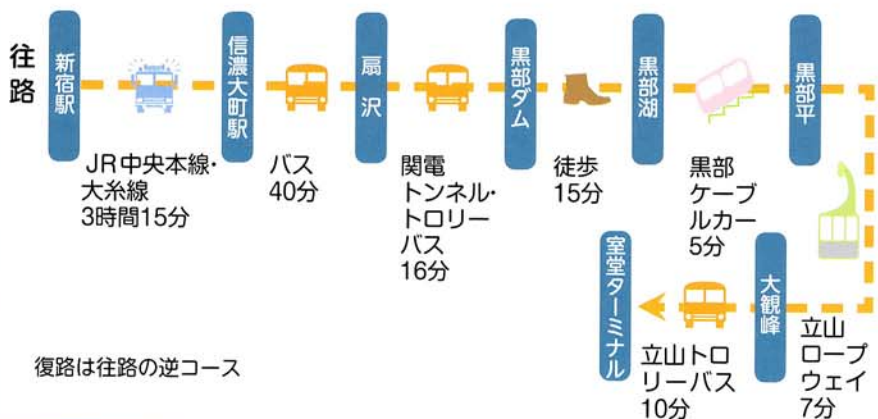 往路
新宿駅
JR中央本線・
大糸線
3時間15分
信濃大町駅
バス
40分
扇沢
関電
トンネル・
トロリー
バス
16分
黒部ダム
徒歩
15分
黒部湖
黒部
ケーブ
ルカー
5分
黒部平
立山
ロープ
ウェイ
7分
大観峰
立山トロ
リーバス
10分
室堂ターミナル
復路は往路の逆コース